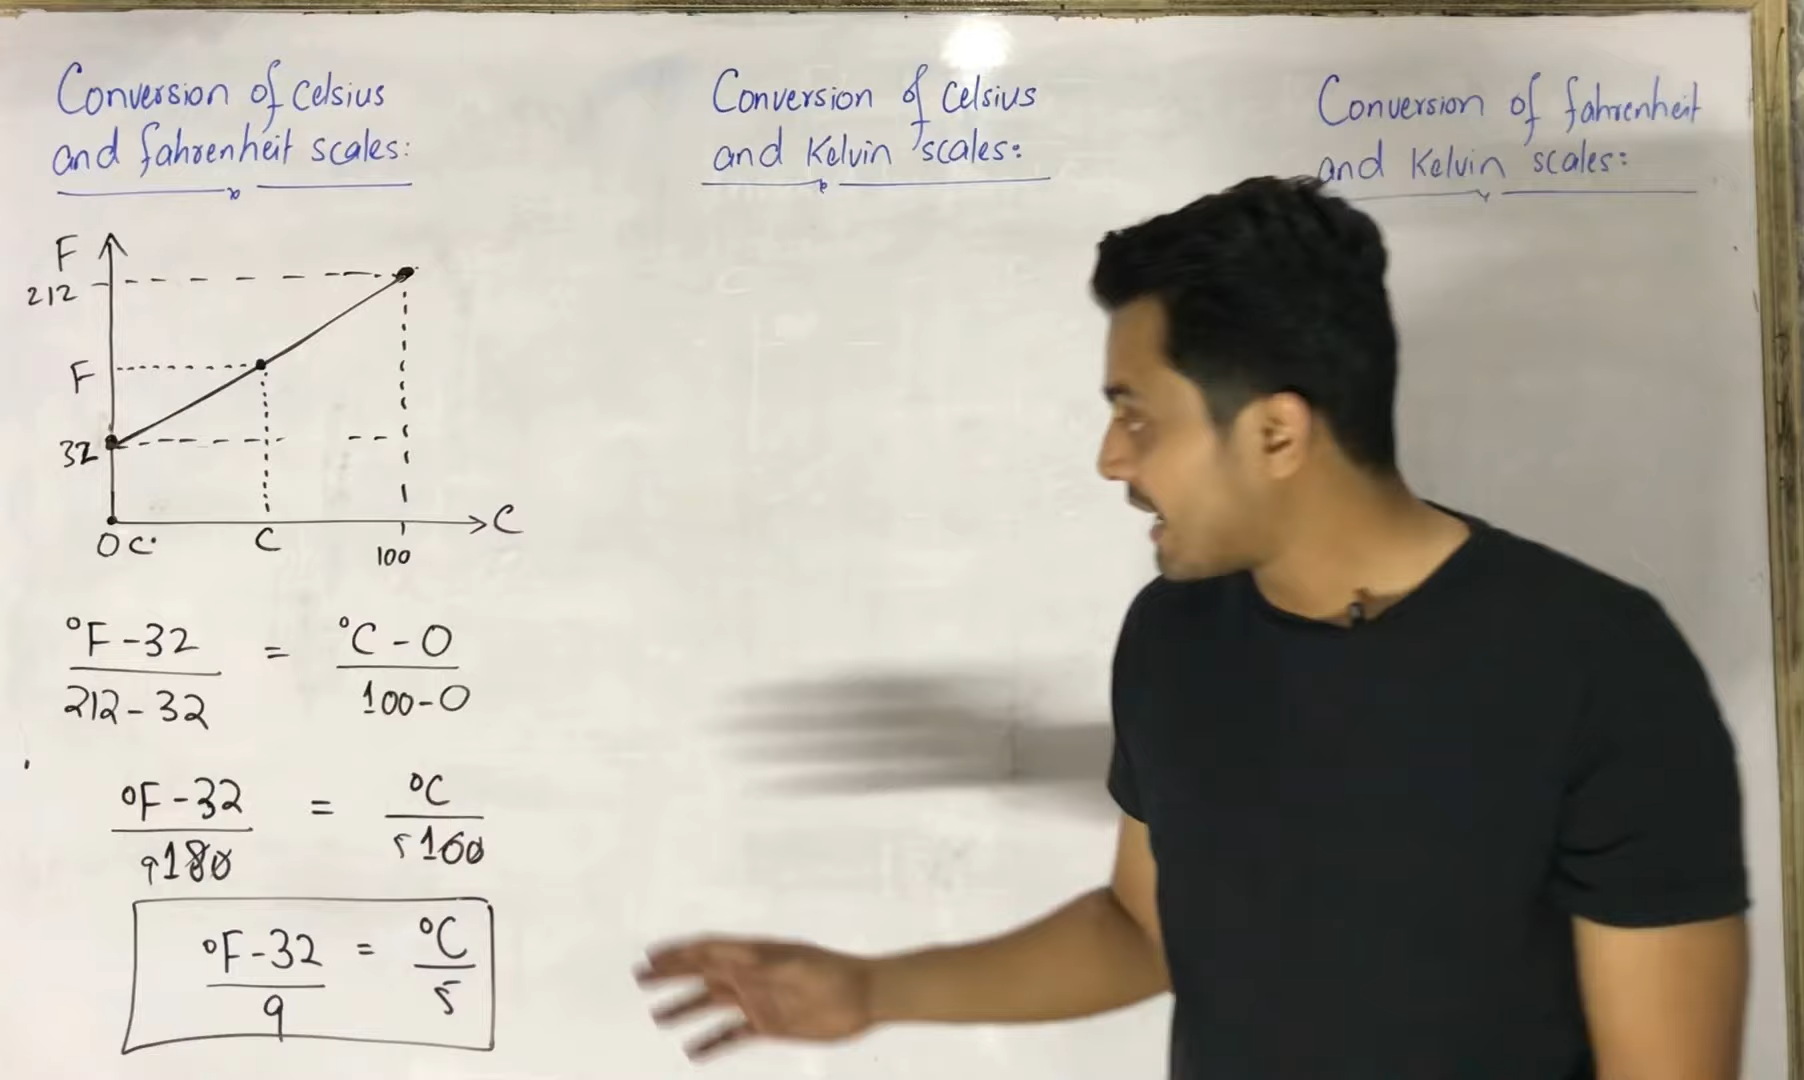 Conversion of Celsius
and fahrenheit scales:
Conversion of Celsius
and Kelvin scales:
Conversion of fahrenheit
and Kelvin scales:
F
212
F
32
0 C
C
100
C
°F-32 = °C-0
212-32 100-0
°F-32 = °C
9 180 5 100
°F-32 = °C
9 5